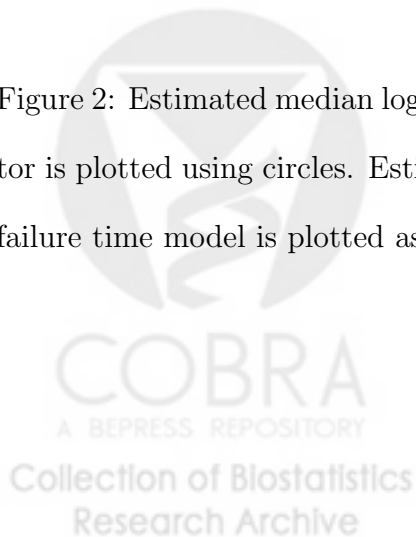 Figure 2: Estimated median log
tor is plotted using circles. Esti
failure time model is plotted as
COBRA
A BEPRESS REPOSITORY
Collection of Biostatistics
Research Archive